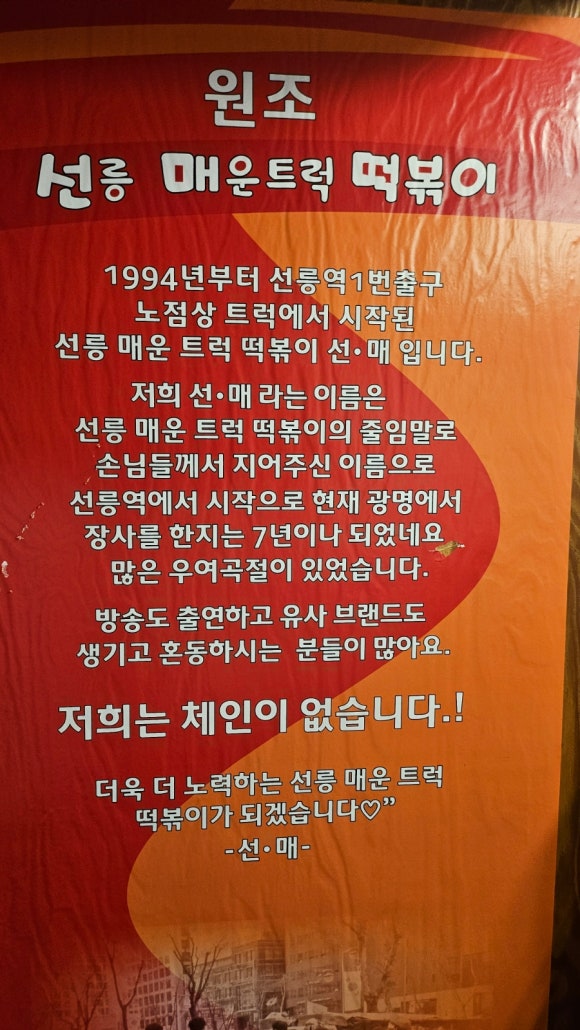 원조
선릉 매운트럭 떡볶이
1994년부터 선릉역1번출구
노점상 트럭에서 시작된
선릉 매운 트럭 떡볶이 선·매 입니다.
저희 선·매 라는 이름은
선릉 매운 트럭 떡볶이의 줄임말로
손님들께서 지어주신 이름으로
선릉역에서 시작으로 현재 광명에서
장사를 한지는 7년이나 되었네요
많은 우여곡절이 있었습니다.
방송도 출연하고 유사 브랜드도
생기고 혼동하시는 분들이 많아요.
저희는 체인이 없습니다.!
더욱 더 노력하는 선릉 매운 트럭
떡볶이가 되겠습니다♡”
-선·매-